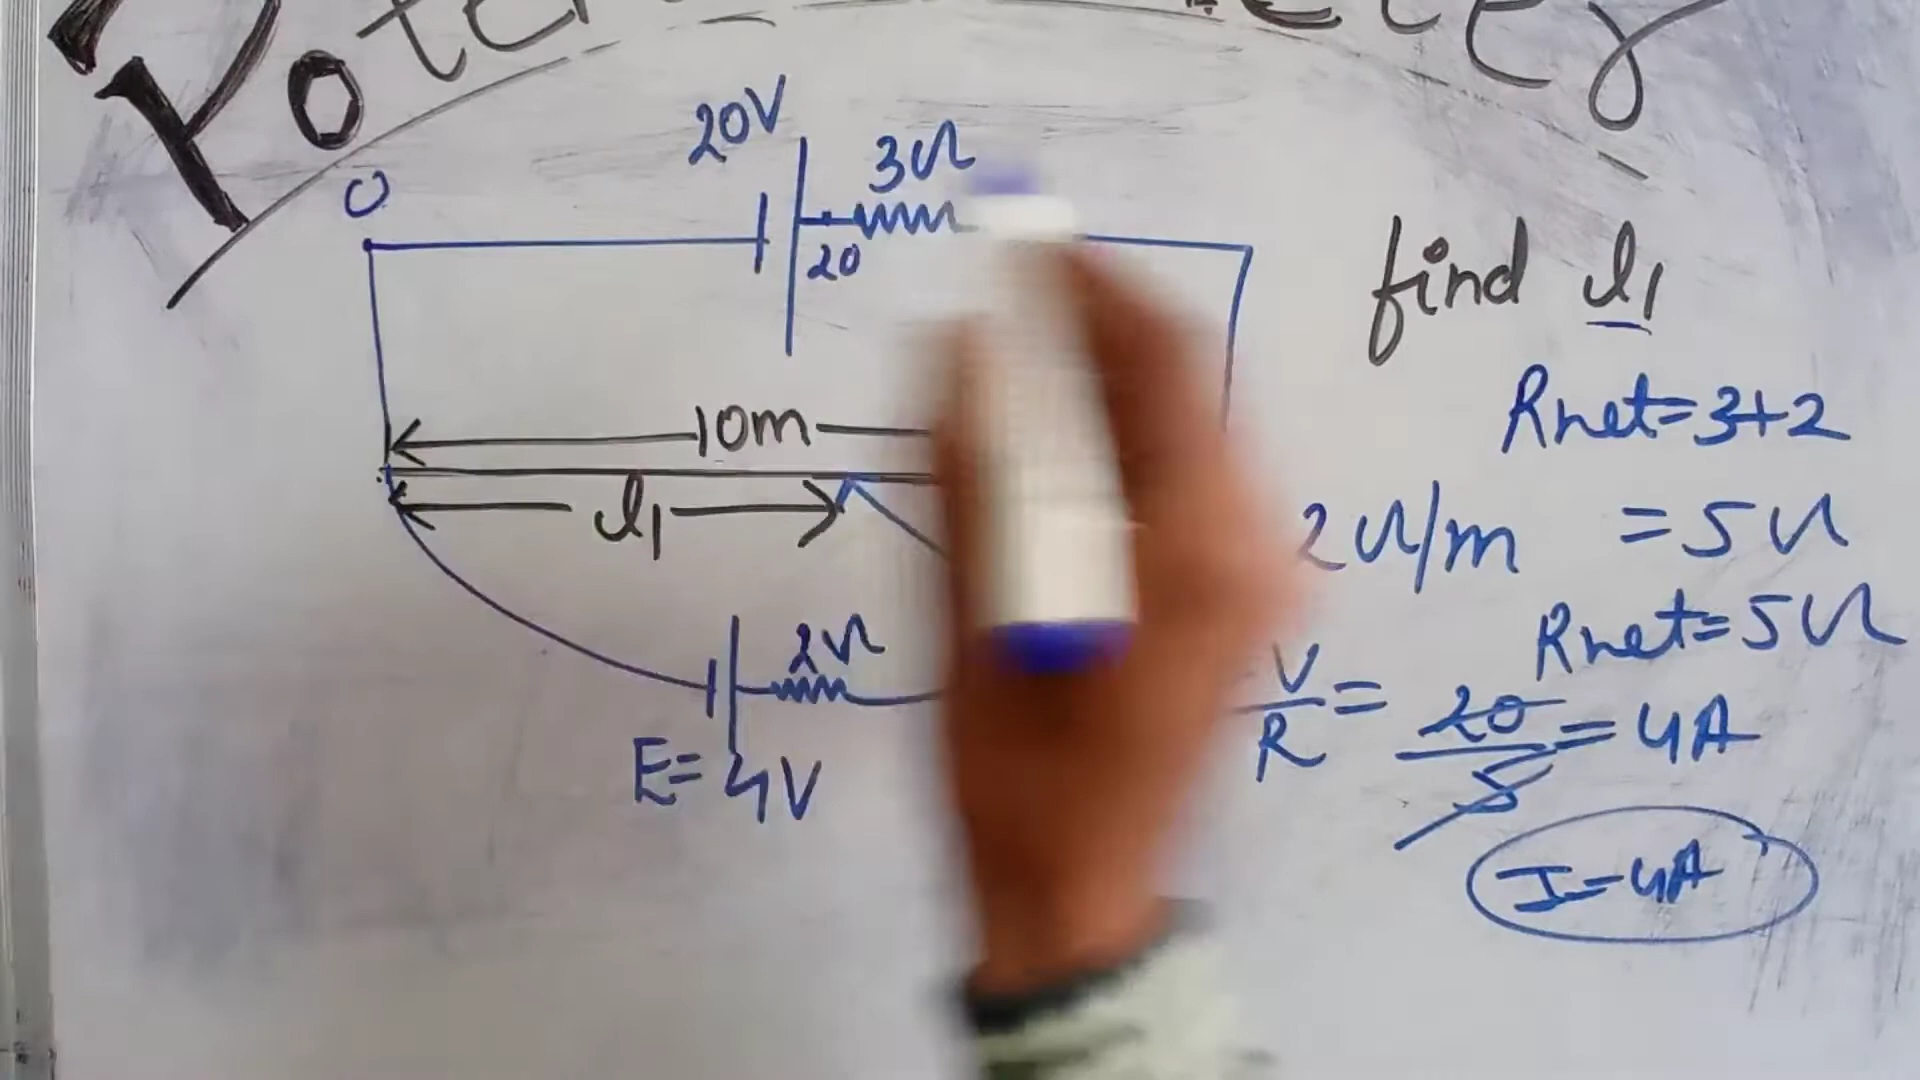 20V
3Ω
0
20
find l₁
10m
Rnet=3+2
l₁
2Ω/m =5Ω
2Ω
Rnet=5Ω
V/R = 20/5 = 4A
E= 4V
I=4A